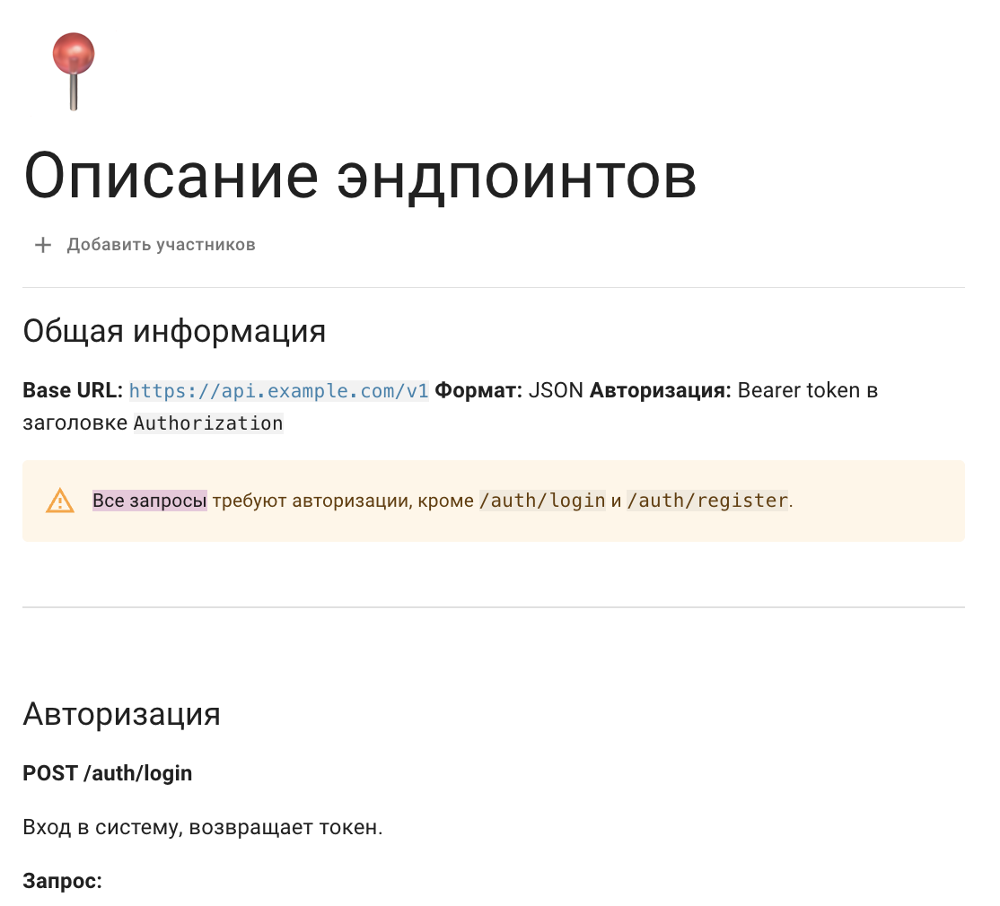 Описание эндпоинтов
Добавить участников
Общая информация
Base URL: https://api.example.com/v1 Формат: JSON Авторизация: Bearer token в
заголовке Authorization
Все запросы требуют авторизации, кроме /auth/login и /auth/register.
Авторизация
POST /auth/login
Вход в систему, возвращает токен.
Запрос: